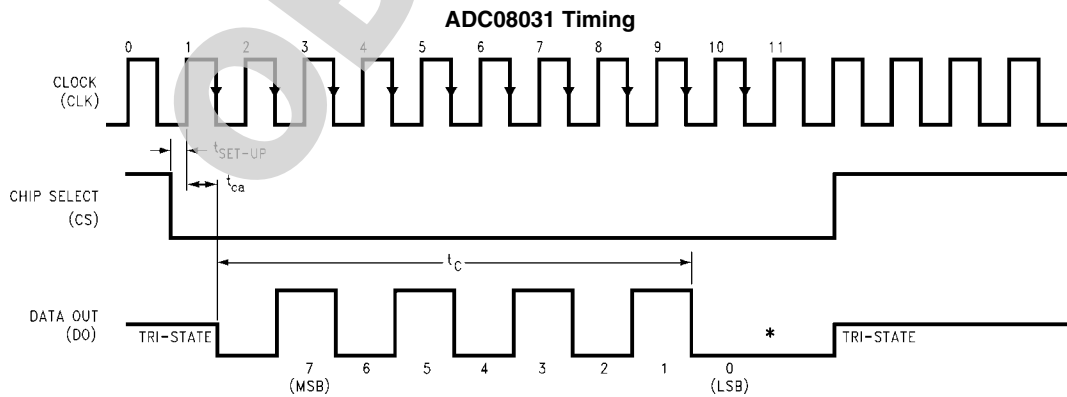 ADC08031 Timing
0 1 2 3 4 5 6 7 8 9 10 11
CLOCK
(CLK)
tSET-UP
tca
CHIP SELECT
(CS)
tC
DATA OUT
(DO)
TRI-STATE
*
TRI-STATE
7 6 5 4 3 2 1 0
(MSB) (LSB)